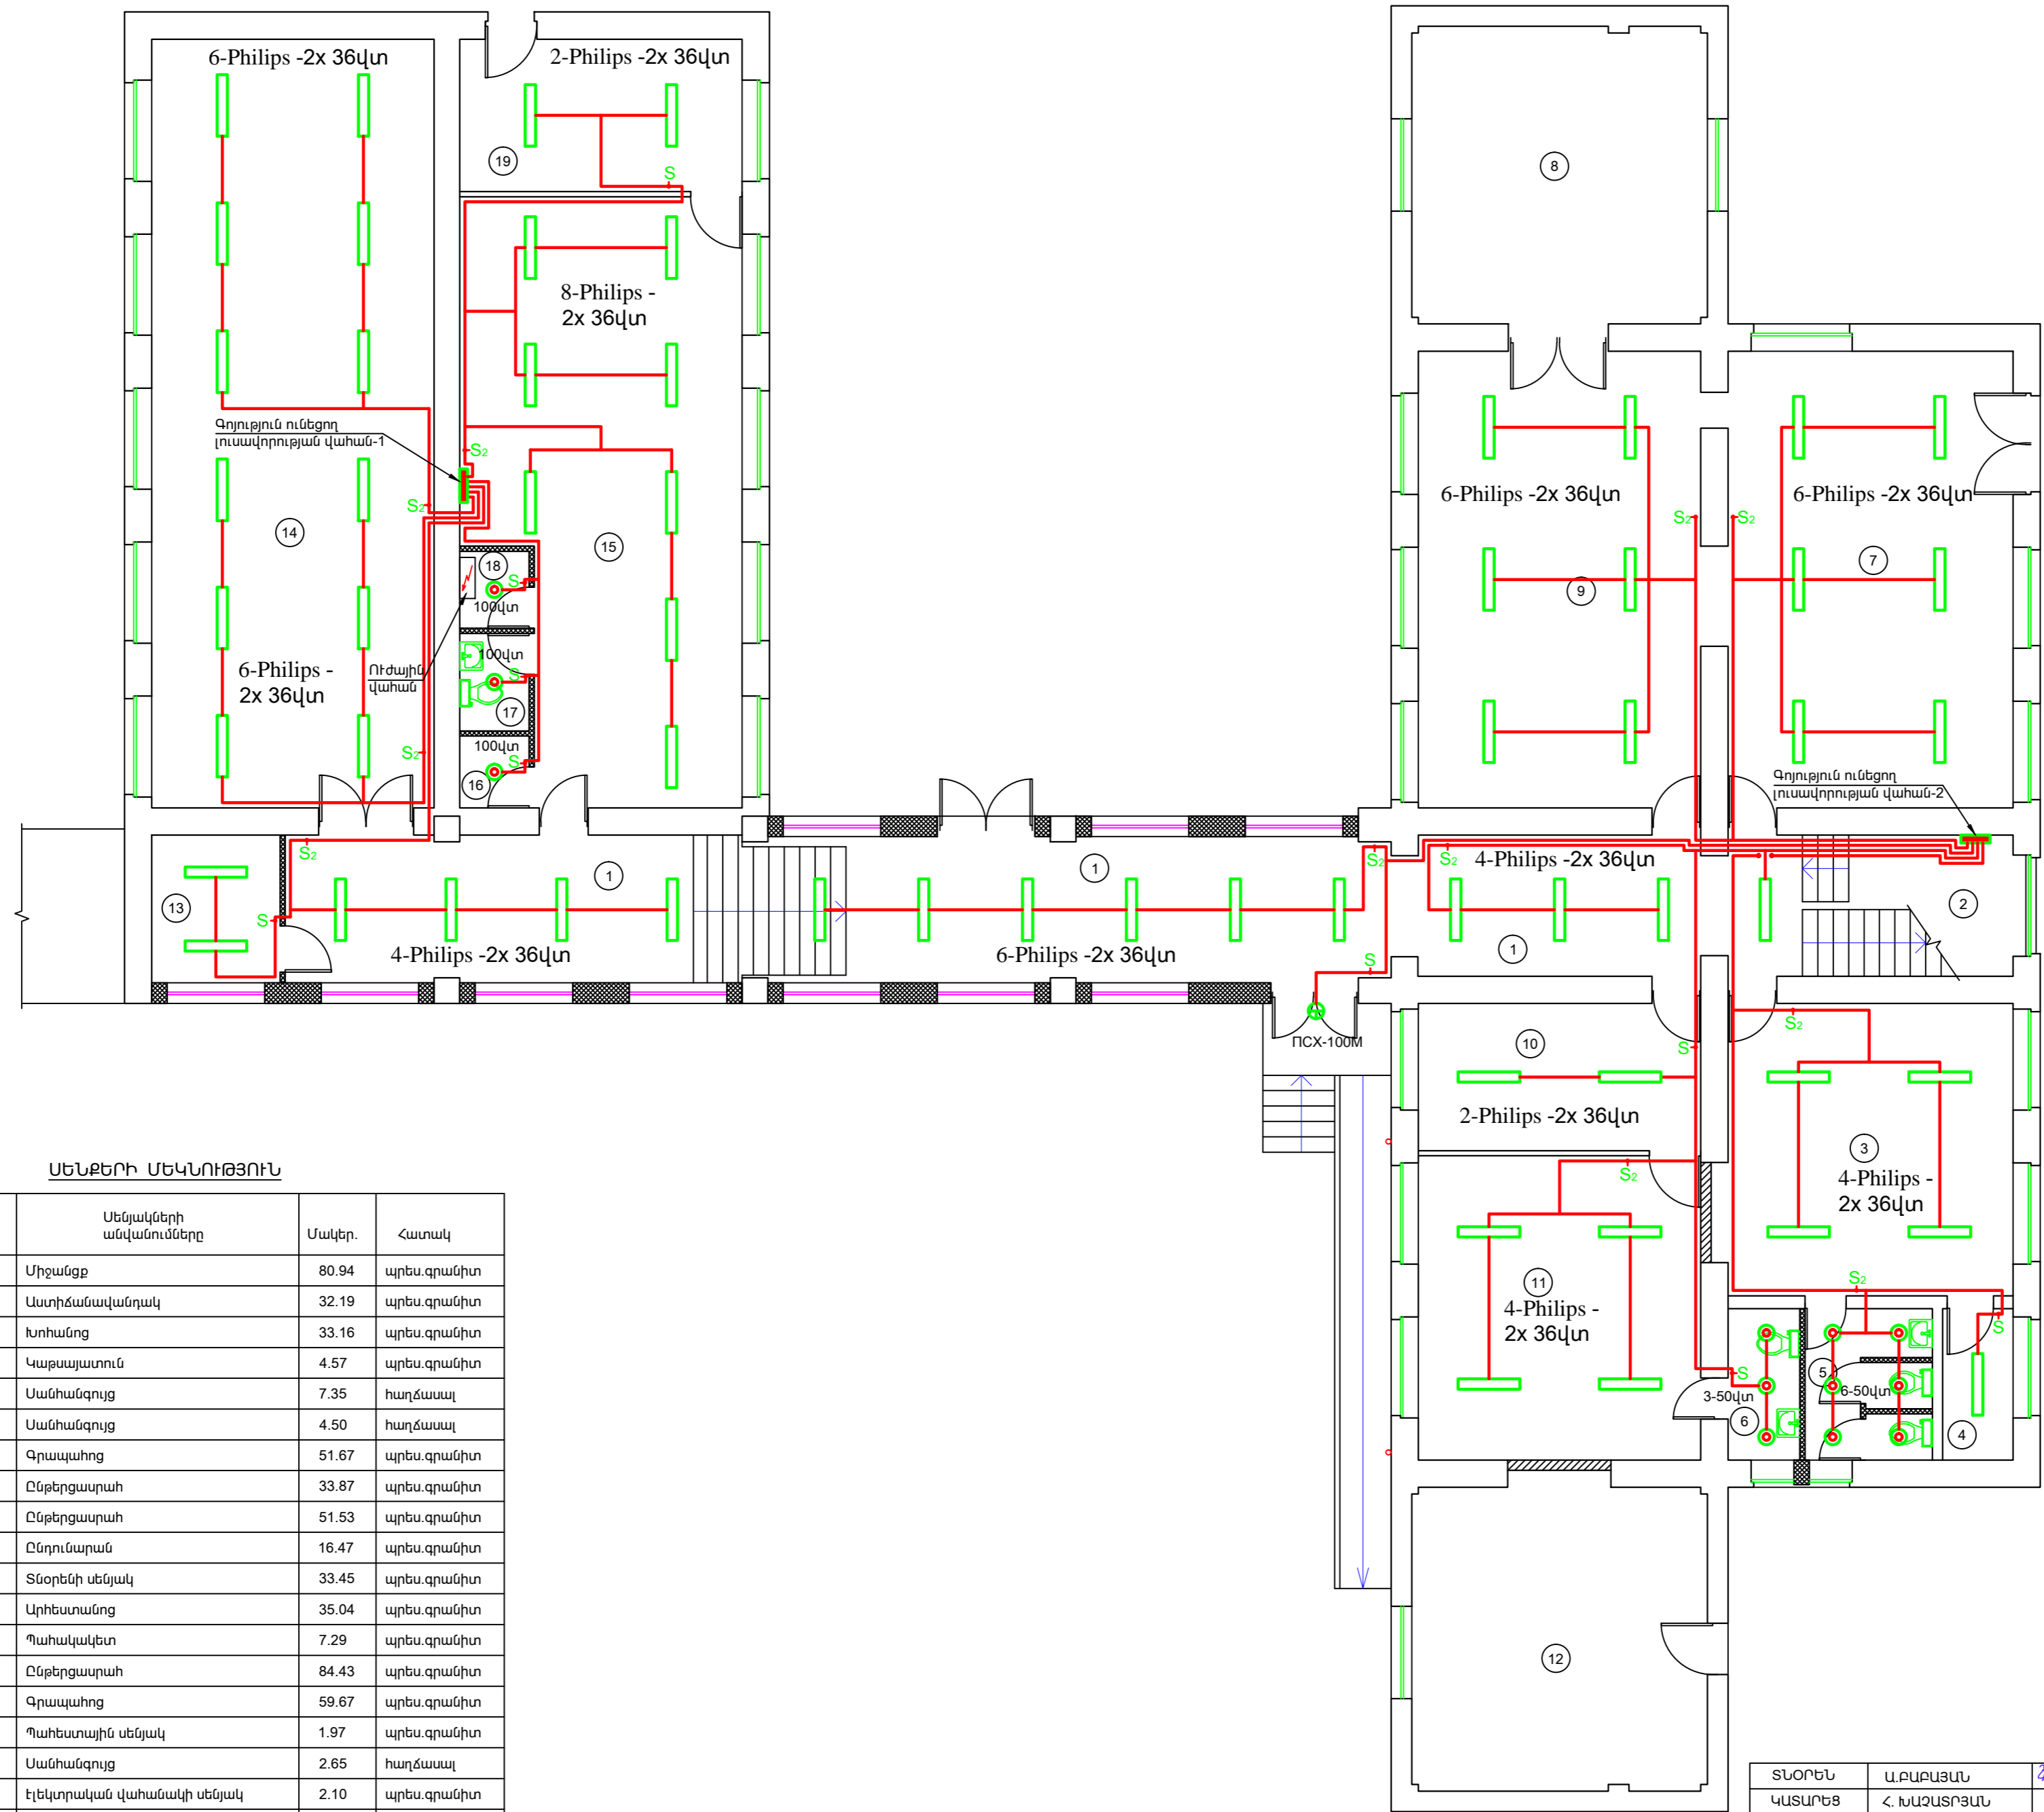 6-Philips -2x 36վտ
2-Philips -2x 36վտ
19
S
8
8-Philips -
2x 36վտ
Գոյություն ունեցող
լուսավորության վահան-1
S2
S2
14
15
18
S
100վտ
100վտ
S
17
6-Philips -
2x 36վտ
Ուժային
վահան
S2
100վտ
S
16
6-Philips -2x 36վտ
6-Philips -2x 36վտ
S2
S2
9
7
Գոյություն ունեցող
լուսավորության վահան-2
S2
13
S
1
4-Philips -2x 36վտ
1
6-Philips -2x 36վտ
S2
S2
4-Philips -2x 36վտ
1
2
S
ПСХ-100М
10
S
S2
2-Philips -2x 36վտ
3
4-Philips -
2x 36վտ
S2
11
4-Philips -
2x 36վտ
S2
S
S
3-50վտ
6
5
6-50վտ
4
12
ՍԵՆՔԵՐԻ ՄԵԿՆՈՒԹՅՈՒՆ
Սենյակների
անվանումները
Մակեր.
Հատակ
Միջանցք 80.94 պրես.գրանիտ
Աստիճանավանդակ 32.19 պրես.գրանիտ
Խոհանոց 33.16 պրես.գրանիտ
Կաթսայատուն 4.57 պրես.գրանիտ
Սանհանգույց 7.35 հաղճասալ
Սանհանգույց 4.50 հաղճասալ
Գրապահոց 51.67 պրես.գրանիտ
Ընթերցասրահ 33.87 պրես.գրանիտ
Ընթերցասրահ 51.53 պրես.գրանիտ
Ընդունարան 16.47 պրես.գրանիտ
Տնօրենի սենյակ 33.45 պրես.գրանիտ
Արհեստանոց 35.04 պրես.գրանիտ
Պահակակետ 7.29 պրես.գրանիտ
Ընթերցասրահ 84.43 պրես.գրանիտ
Գրապահոց 59.67 պրես.գրանիտ
Պահեստային սենյակ 1.97 պրես.գրանիտ
Սանհանգույց 2.65 հաղճասալ
Էլեկտրական վահանակի սենյակ 2.10 պրես.գրանիտ
ՏՆՕՐԵՆ Ա.ԲԱԲԱՅԱՆ
ԿԱՏԱՐԵՑ Հ. ԽԱՉԱՏՐՅԱՆ